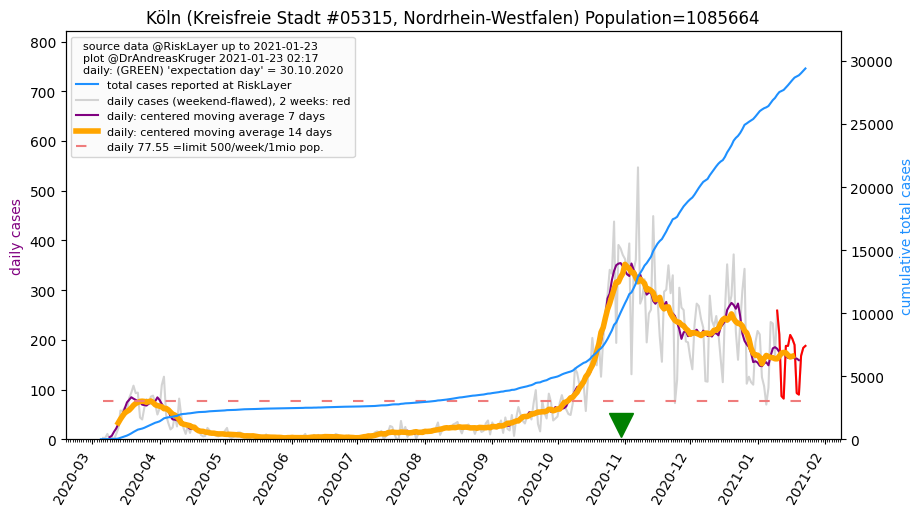 Köln (Kreisfreie Stadt #05315, Nordrhein-Westfalen) Population=1085664
source data @RiskLayer up to 2021-01-23
plot @DrAndreasKruger 2021-01-23 02:17
daily: (GREEN) 'expectation day' = 30.10.2020
total cases reported at RiskLayer
daily cases (weekend-flawed), 2 weeks: red
daily: centered moving average 7 days
daily: centered moving average 14 days
daily 77.55 =limit 500/week/1mio pop.
daily cases
800
700
600
500
400
300
200
100
0
cumulative total cases
30000
25000
20000
15000
10000
5000
0
2020-03
2020-04
2020-05
2020-06
2020-07
2020-08
2020-09
2020-10
2020-11
2020-12
2021-01
2021-02